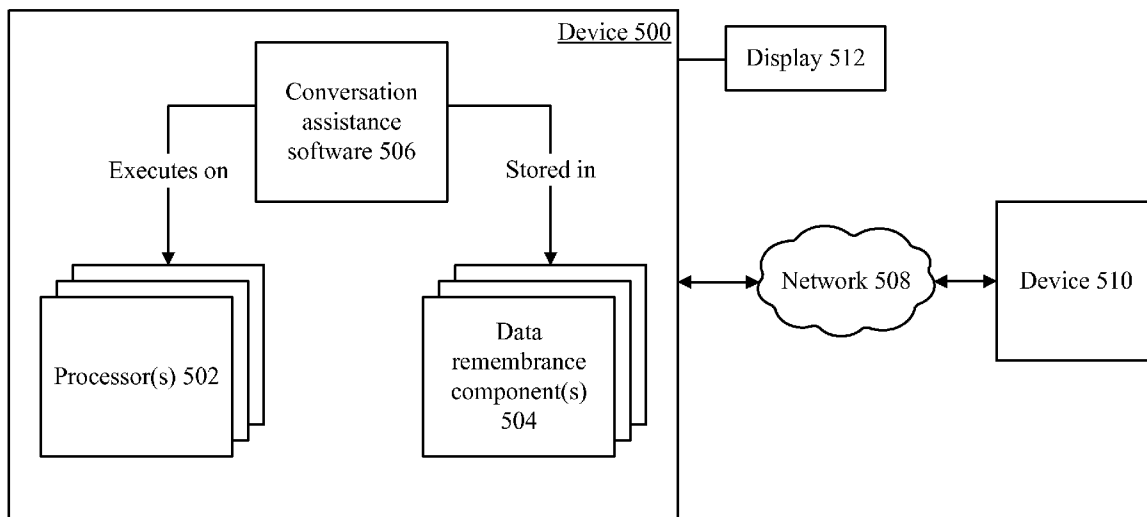 Device 500
Display 512
Conversation
assistance
software 506
Executes on
Stored in
Network 508
Device 510
Processor(s) 502
Data
remembrance
component(s)
504